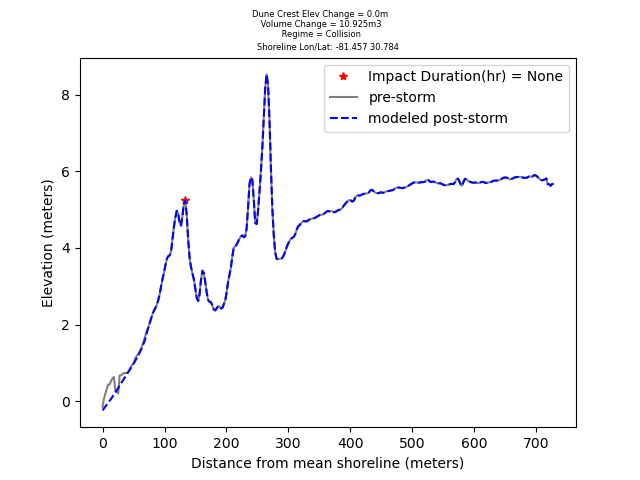 Dune Crest Elev Change = 0.0m
Volume Change = 10.925m3
Regime = Collision
Shoreline Lon/Lat: -81.457 30.784
Impact Duration(hr) = None
pre-storm
modeled post-storm
8
6
4
2
0
Elevation (meters)
0 100 200 300 400 500 600 700
Distance from mean shoreline (meters)